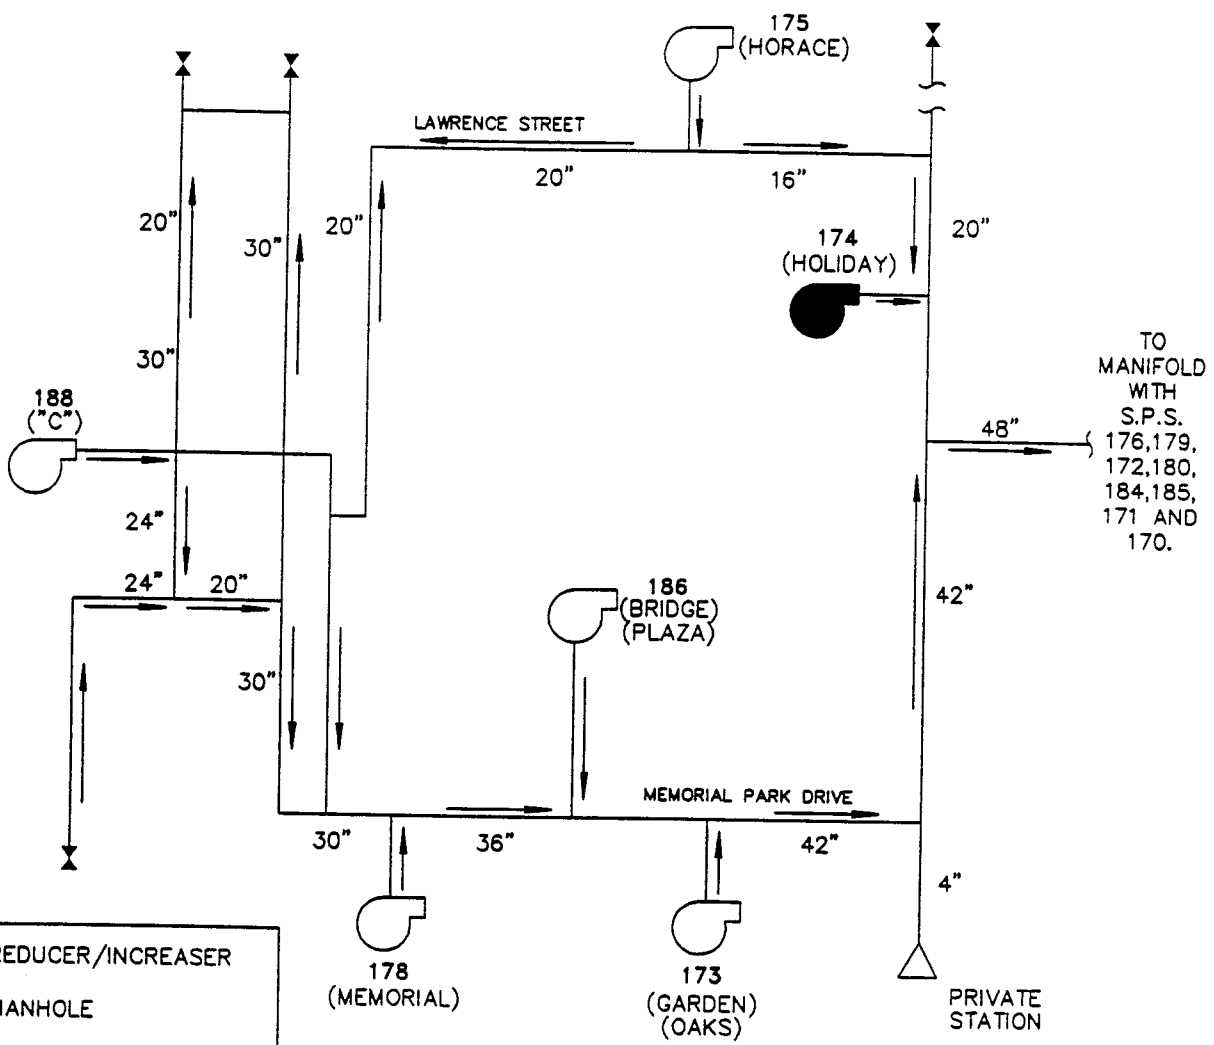 175
(HORACE)
LAWRENCE STREET
20"
16"
20"
30"
20"
20"
174
(HOLIDAY)
30"
188
("C")
TO
MANIFOLD
WITH
S.P.S.
176,179,
172,180,
184,185,
171 AND
170.
48"
24"
24"
20"
186
(BRIDGE)
(PLAZA)
42"
30"
MEMORIAL PARK DRIVE
30"
36"
42"
4"
EDUCER/INCREASER
ANHOLE
178
(MEMORIAL)
173
(GARDEN)
(OAKS)
PRIVATE
STATION